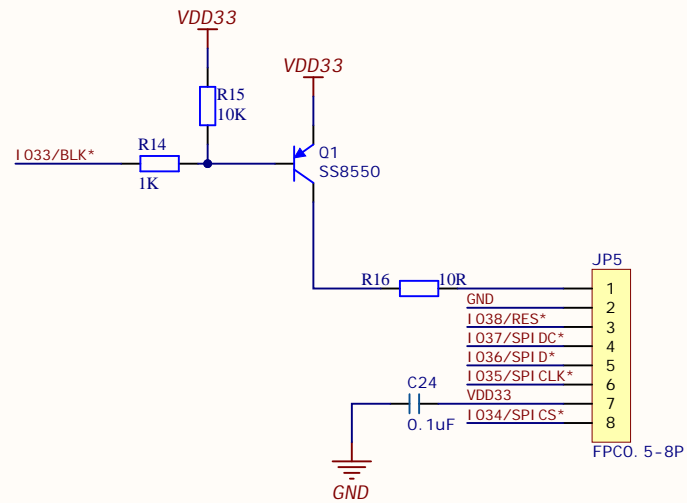 VDD33
VDD33
R15
10K
R14
IO33/BLK*
1K
Q1
SS8550
JP5
R16
10R
1
GND
2
IO38/RES*
3
IO37/SPIDC*
4
IO36/SPID*
5
IO35/SPICLK*
6
C24
VDD33
7
0.1uF
IO34/SPICS*
8
FPC0.5-8P
GND